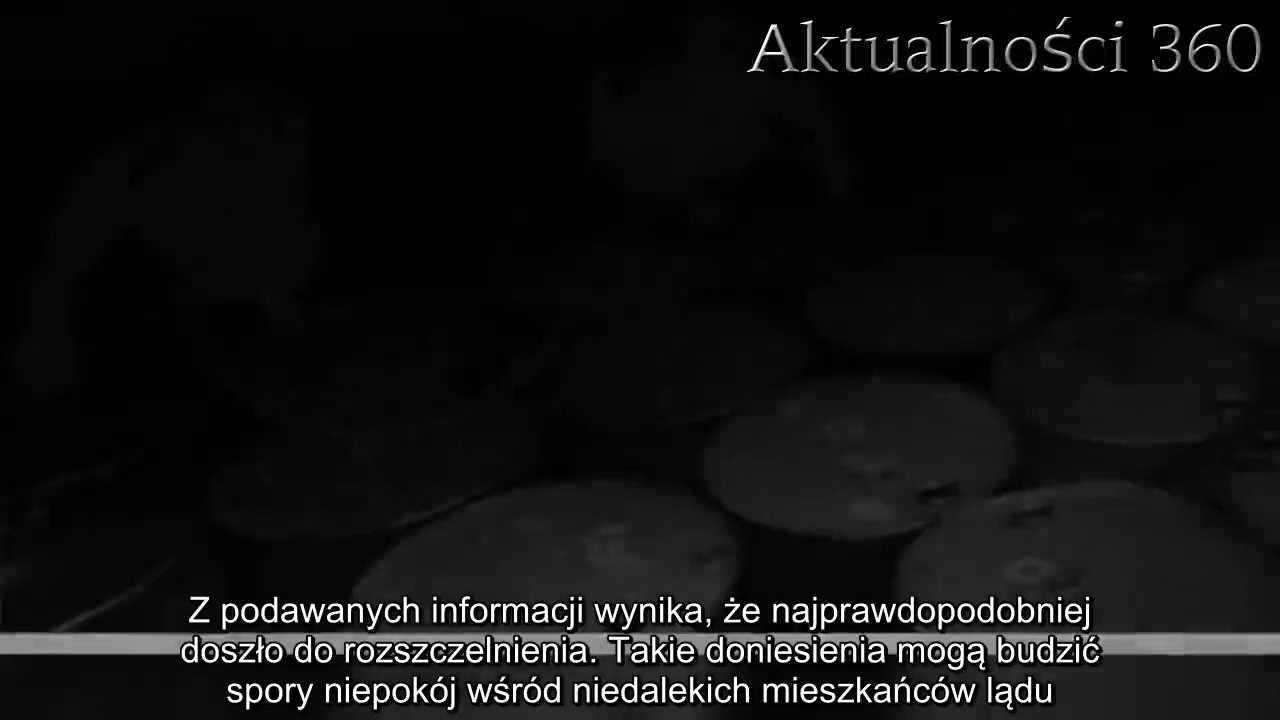 Aktualności 360
Z podawanych informacji wynika, że najprawdopodobniej
doszło do rozszczelnienia. Takie doniesienia mogą budzić
spory niepokój wśród niedalekich mieszkańców lądu